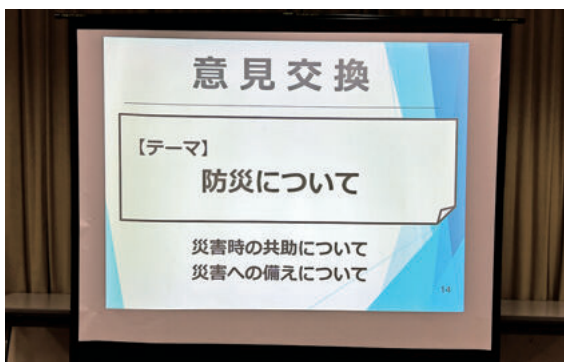 意見交換
【テーマ】
防災について
災害時の共助について
災害への備えについて
14